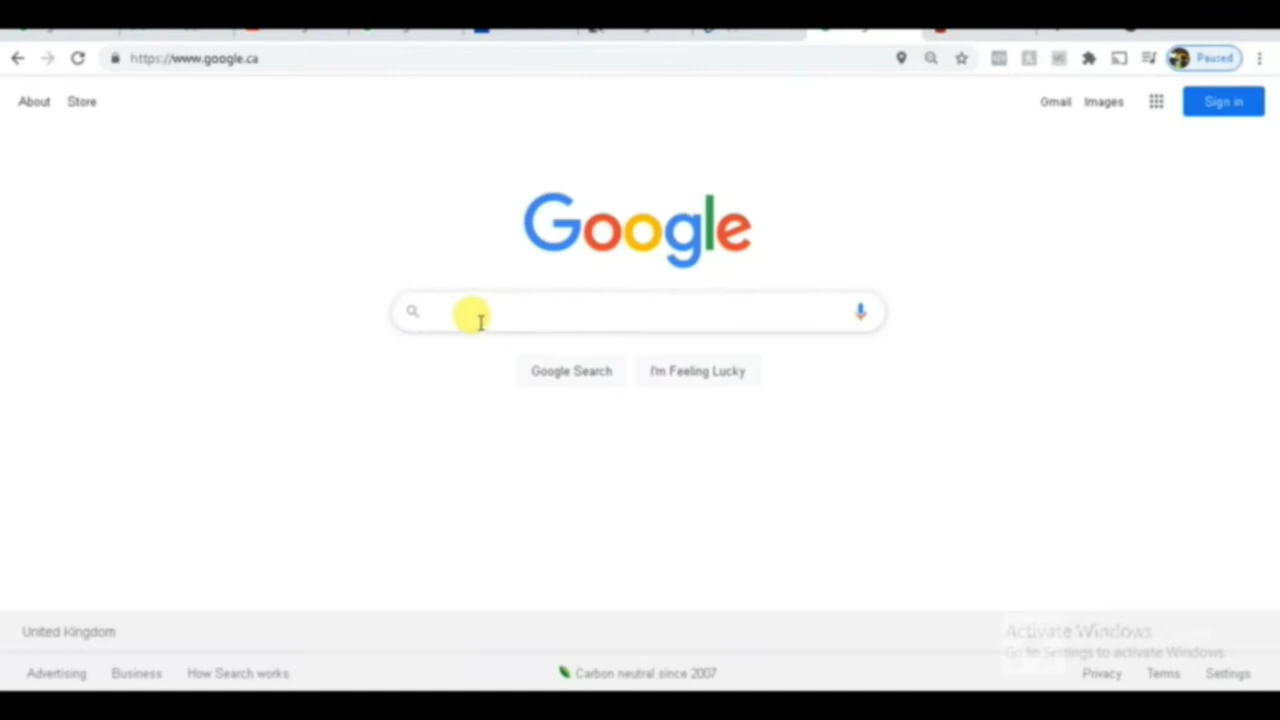 https://www.google.ca
Paused
About Store
Gmail Images
Sign in
Google
Google Search I'm Feeling Lucky
United Kingdom
Activate Windows
Go to Settings to activate Windows.
Advertising Business How Search works
Carbon neutral since 2007
Privacy Terms Settings